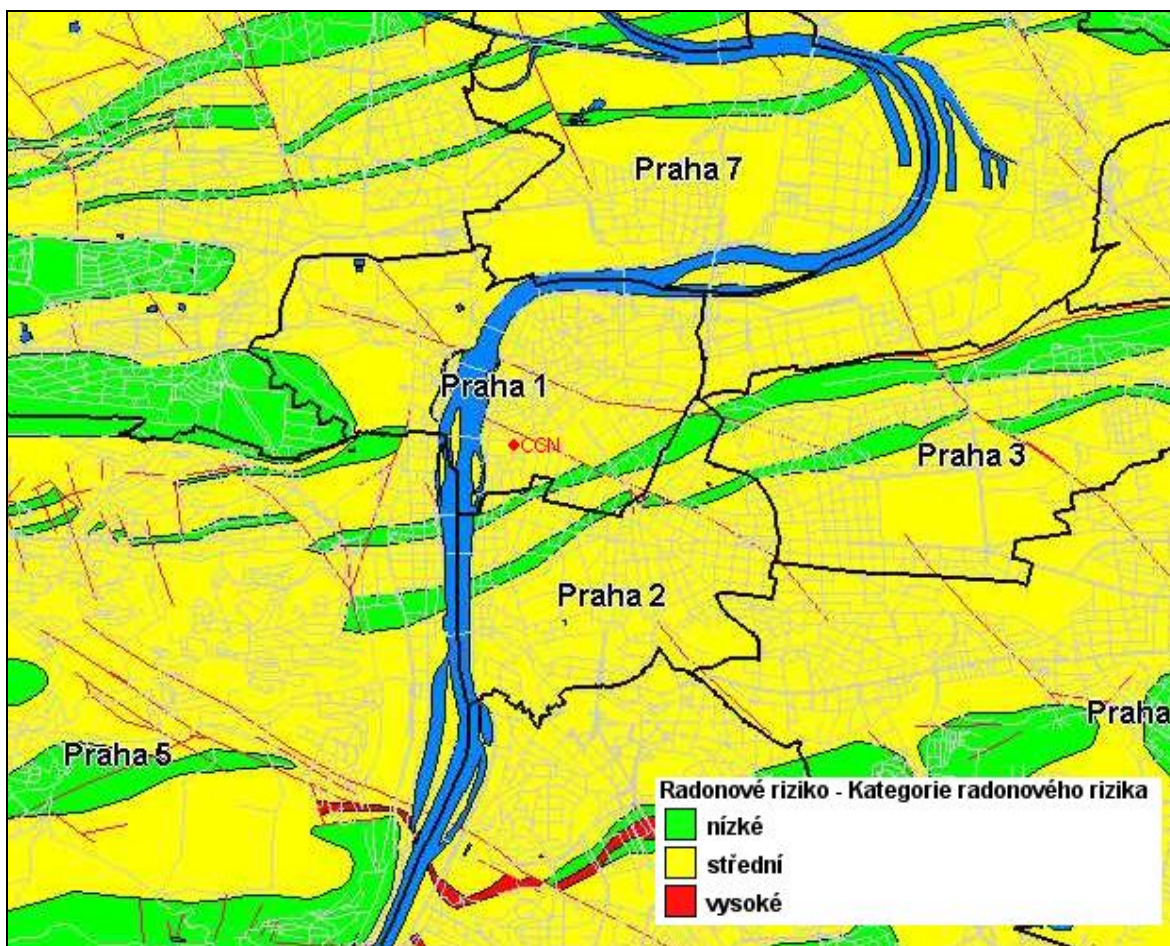 Praha 7
Praha 1
CGN
Praha 3
Praha 2
Praha
Praha 5
Radonové riziko - Kategorie radonového rizika
nízké
střední
vysoké